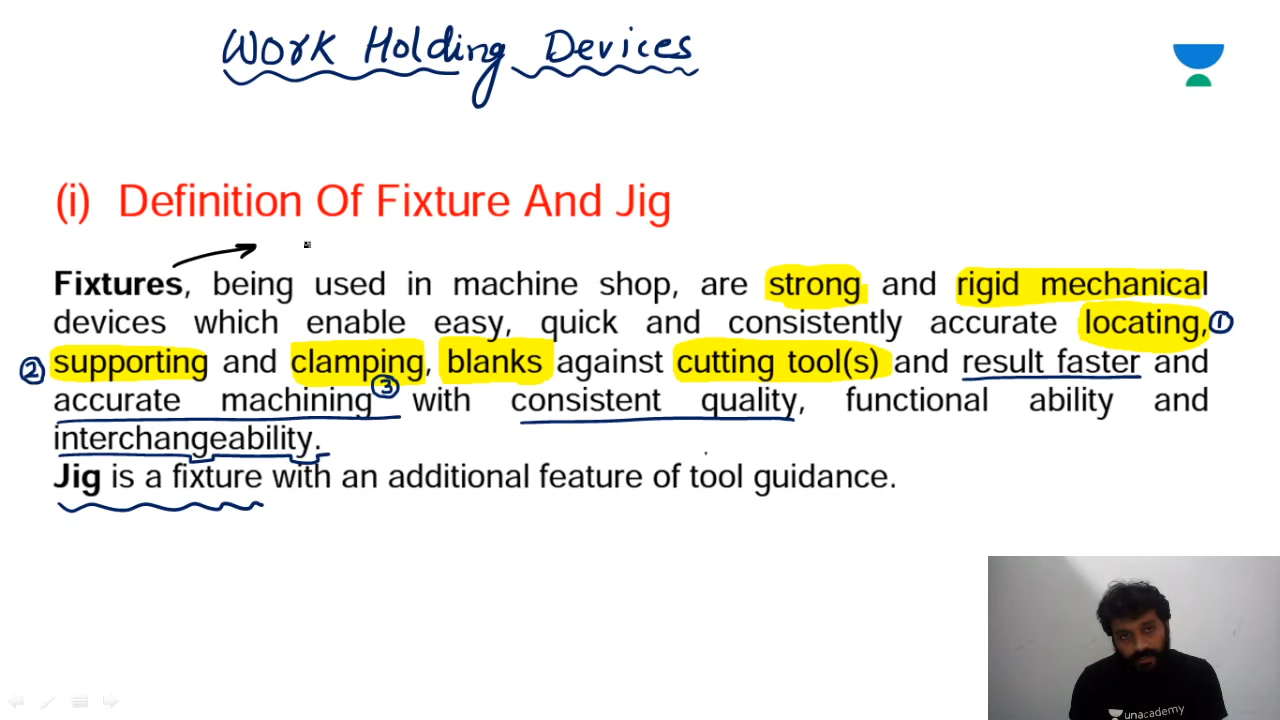 Work Holding Devices
(i) Definition Of Fixture And Jig
Fixtures, being used in machine shop, are strong and rigid mechanical
devices which enable easy, quick and consistently accurate locating, ①
② supporting and clamping, blanks against cutting tool(s) and result faster and
③
accurate machining with consistent quality, functional ability and
interchangeability.
Jig is a fixture with an additional feature of tool guidance.
unacademy